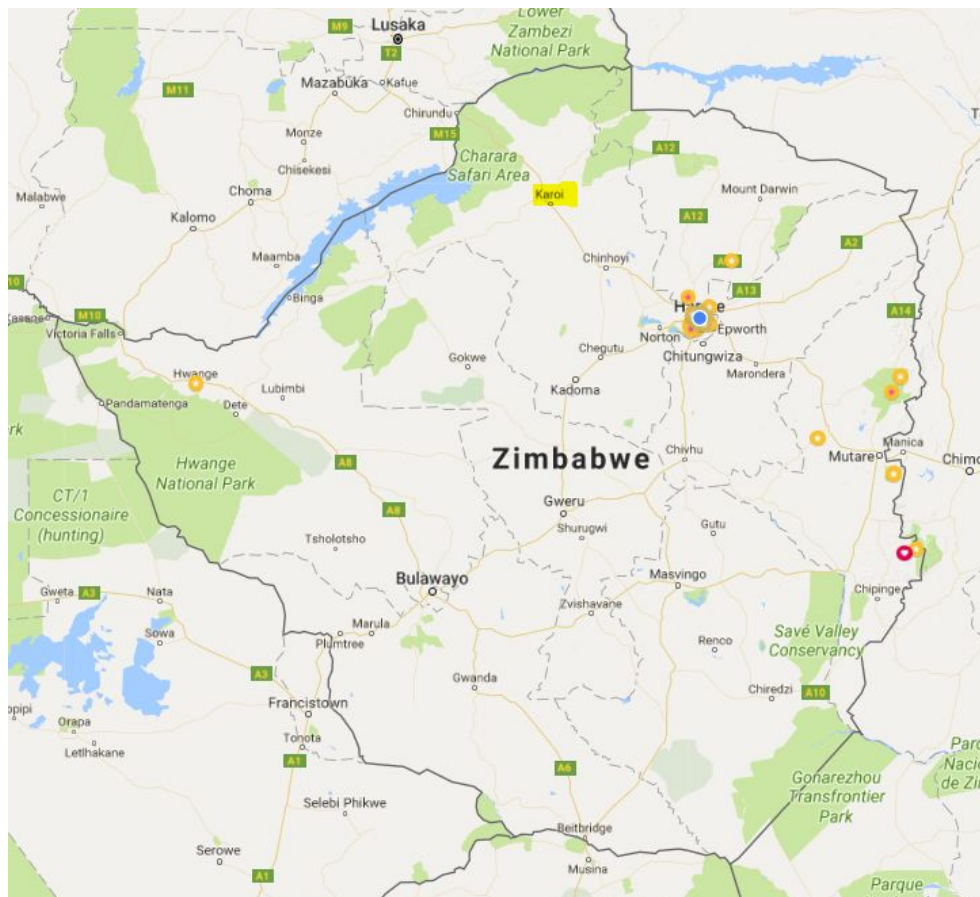 Lower
Zambezi
National Park
M9
Lusaka
T2
Kafue
Mazabuka
M11
Chirundu
M15
Monze
Chisekesi
Charara
Safari Area
A12
Choma
Malabwe
Karoi
Mount Darwin
Kalomo
A12
A2
Maamba
Chinhoyi
Binga
A13
A14
M10
Victoria Falls
Norton
Epworth
Chitungwiza
Chegutu
Gokwe
Marondera
Hwange
Lubimbi
Kadoma
Pandamatenga
Dete
Zimbabwe
Chivhu
Manica
Mutare
A8
Hwange
National Park
CT/1
Concessionaire
(hunting)
A8
Gweru
Shurugwi
Gutu
Tsholotsho
Bulawayo
Masvingo
Gweta
A3
Nata
Zvishavane
Chipinge
Marula
Plumtree
Sowa
Renco
Savé Valley
Conservancy
A3
Gwanda
Chiredzi
A10
Francistown
Orapa
Tonota
Letlhakane
A1
A6
Gonarezhou
Transfrontier
Park
Selebi Phikwe
Beitbridge
Serowe
Musina
A1
Parque